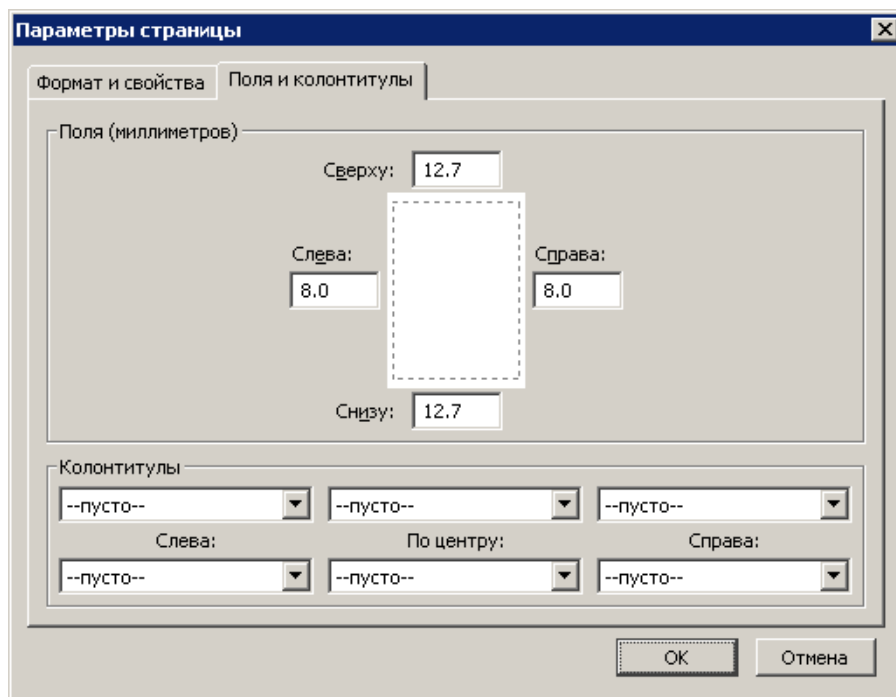 Параметры страницы
Формат и свойства Поля и колонтитулы
Поля (миллиметров)
Сверху: 12.7
Слева: Справа:
8.0 8.0
Снизу: 12.7
Колонтитулы
--пусто-- --пусто-- --пусто--
Слева: По центру: Справа:
--пусто-- --пусто-- --пусто--
OK Отмена